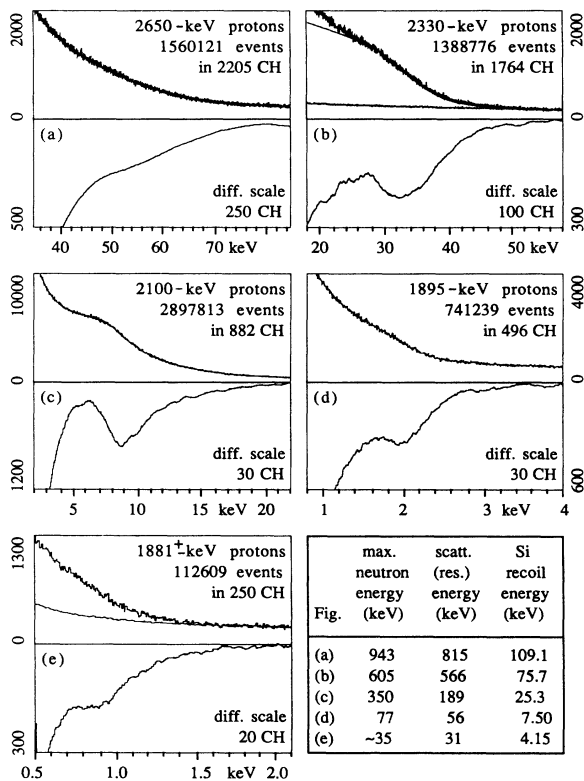 2000
2650-keV protons
1560121 events
in 2205 CH
0
(a)
diff. scale
250 CH
500
40 50 60 70 keV
2330-keV protons
1388776 events
in 1764 CH
2000
0
(b)
diff. scale
100 CH
300
20 30 40 50 keV
10000
2100-keV protons
2897813 events
in 882 CH
0
(c)
diff. scale
30 CH
1200
5 10 15 keV 20
1895-keV protons
741239 events
in 496 CH
4000
0
(d)
diff. scale
30 CH
600
1 2 keV 3 4
1300
1881+-keV protons
112609 events
in 250 CH
0
(e)
diff. scale
20 CH
300
0.5 1.0 1.5 keV 2.0
max. scatt. Si
neutron (res.) recoil
energy energy energy
Fig. (keV) (keV) (keV)
(a) 943 815 109.1
(b) 605 566 75.7
(c) 350 189 25.3
(d) 77 56 7.50
(e) ~35 31 4.15